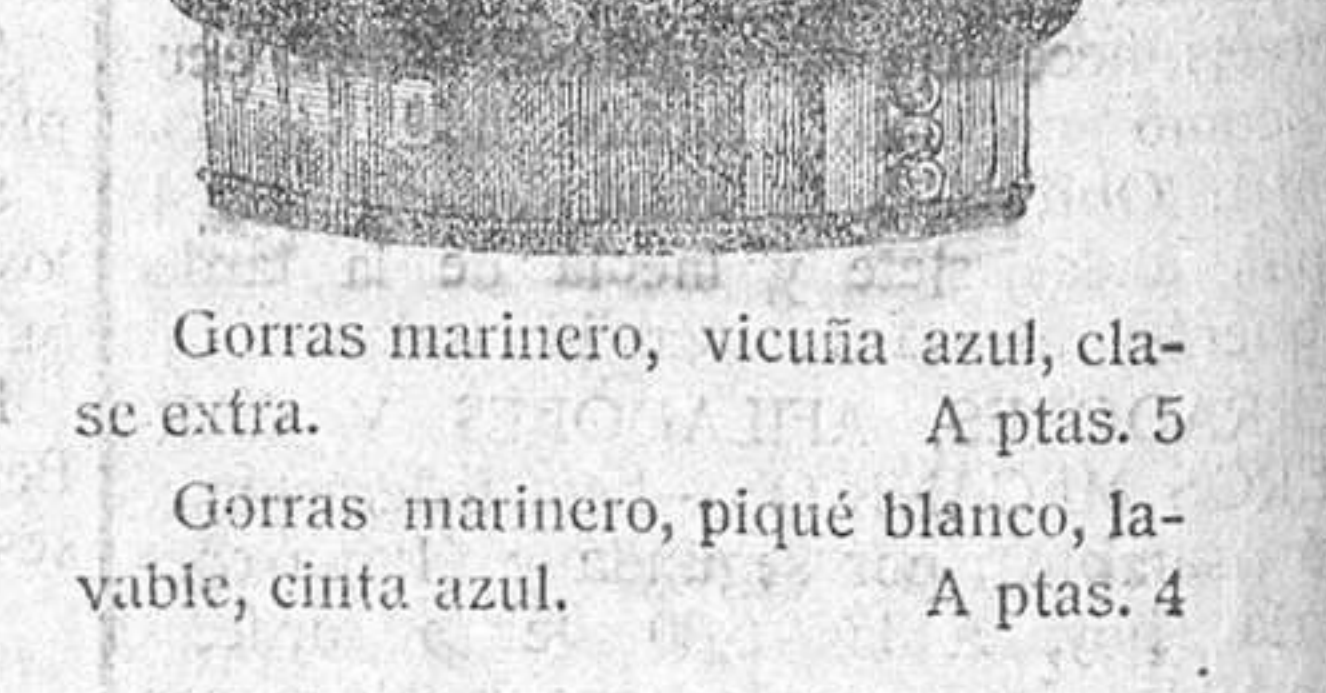 Gorras marinero, vicuña azul, cla-
se extra. A ptas. 5
Gorras marinero, piqué blanco, la-
vable, cinta azul. A ptas. 4